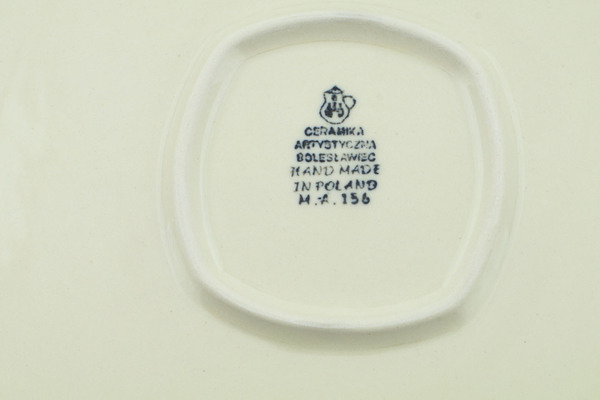 CERAMIKA
ARTYSTYCZNA
BOLESŁAWIEC
HAND MADE
IN POLAND
M.A.156